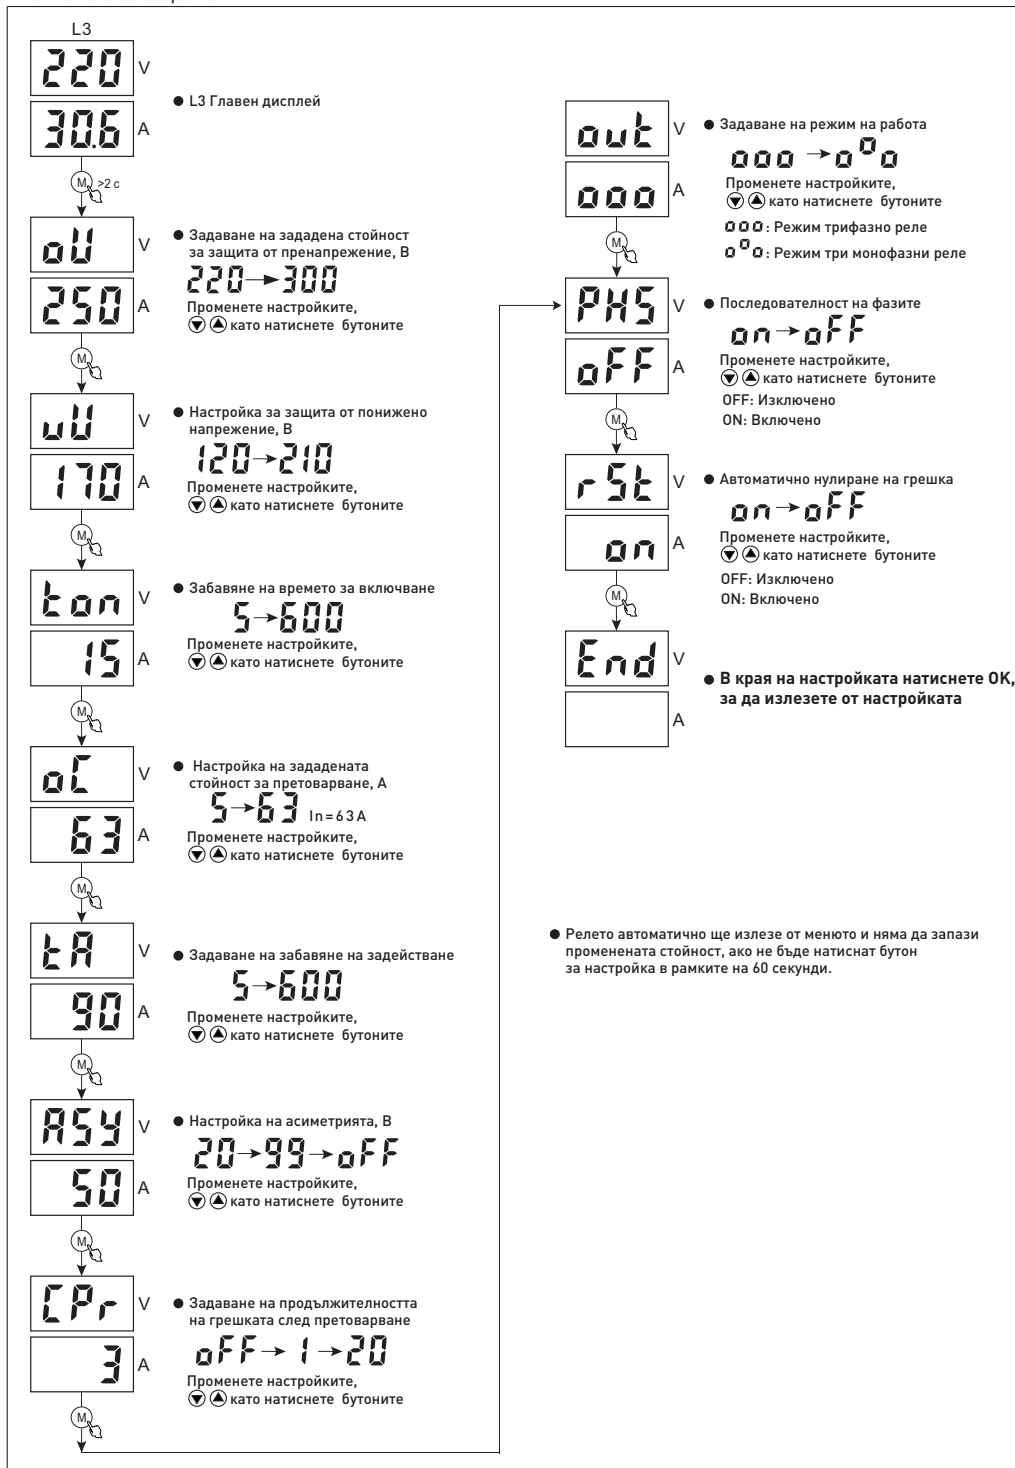 L3
220 V
30.6 A
● L3 Главен дисплей
M >2 с
oU V
250 A
● Задаване на зададена стойност
за защита от пренапрежение, В
220→300
Променете настройките,
като натиснете бутоните
M
uU V
170 A
● Настройка за защита от понижено
напрежение, В
120→210
Променете настройките,
като натиснете бутоните
M
ton V
15 A
● Забавяне на времето за включване
5→600
Променете настройките,
като натиснете бутоните
M
oC V
63 A
● Настройка на зададената
стойност за претоварване, А
5→63 In=63A
Променете настройките,
като натиснете бутоните
M
tA V
90 A
● Задаване на забавяне на задействане
5→600
Променете настройките,
като натиснете бутоните
M
ASY V
50 A
● Настройка на асиметрията, В
20→99→oFF
Променете настройките,
като натиснете бутоните
M
CPr V
3 A
● Задаване на продължителността
на грешката след претоварване
oFF→1→20
Променете настройките,
като натиснете бутоните
M
out V
ooo A
● Задаване на режим на работа
ooo→oºo
Променете настройките,
като натиснете бутоните
ooo: Режим трифазно реле
oºo: Режим три монофазни реле
M
PHS V
oFF A
● Последователност на фазите
on→oFF
Променете настройките,
като натиснете бутоните
OFF: Изключено
ON: Включено
M
rSt V
on A
● Автоматично нулиране на грешка
on→oFF
Променете настройките,
като натиснете бутоните
OFF: Изключено
ON: Включено
M
End V
A
● В края на настройката натиснете OK,
за да излезете от настройката
● Релето автоматично ще излезе от менюто и няма да запази
променената стойност, ако не бъде натиснат бутон
за настройка в рамките на 60 секунди.